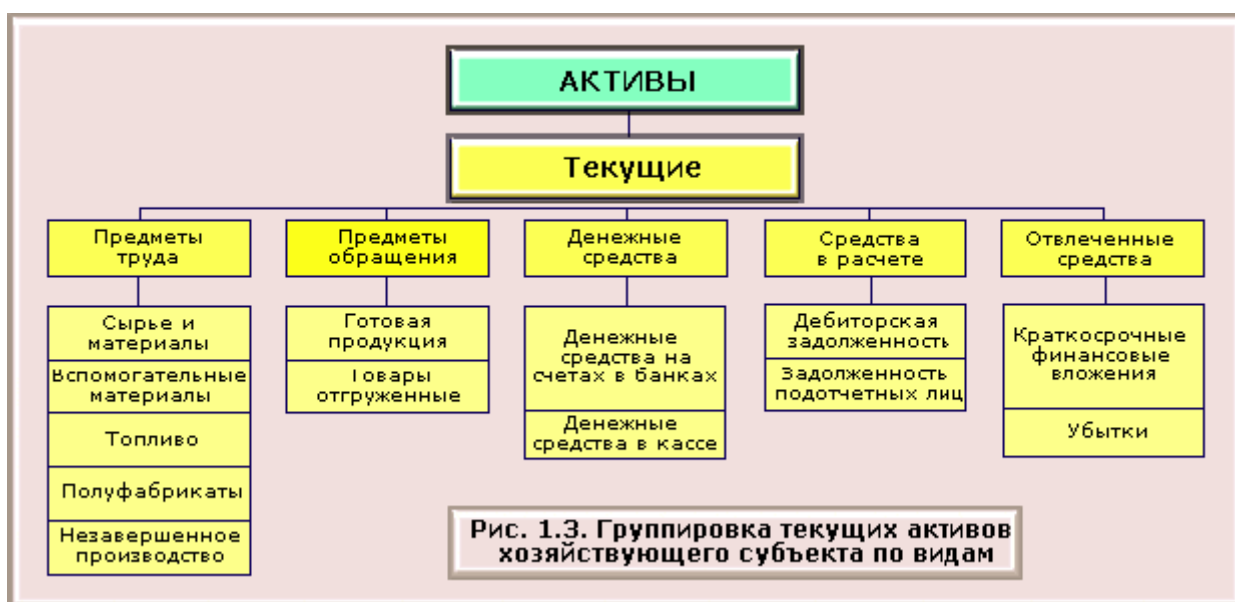 АКТИВЫ
Текущие
Предметы
труда
Предметы
обращения
Денежные
средства
Средства
в расчете
Отвлеченные
средства
Сырье и
материалы
Вспомогательные
материалы
Топливо
Полуфабрикаты
Незавершенное
производство
Готовая
продукция
Товары
отгруженные
Денежные
средства на
счетах в банках
Денежные
средства в кассе
Дебиторская
задолженность
Задолженность
подотчетных лиц
Краткосрочные
финансовые
вложения
Убытки
Рис. 1.3. Группировка текущих активов
хозяйствующего субъекта по видам